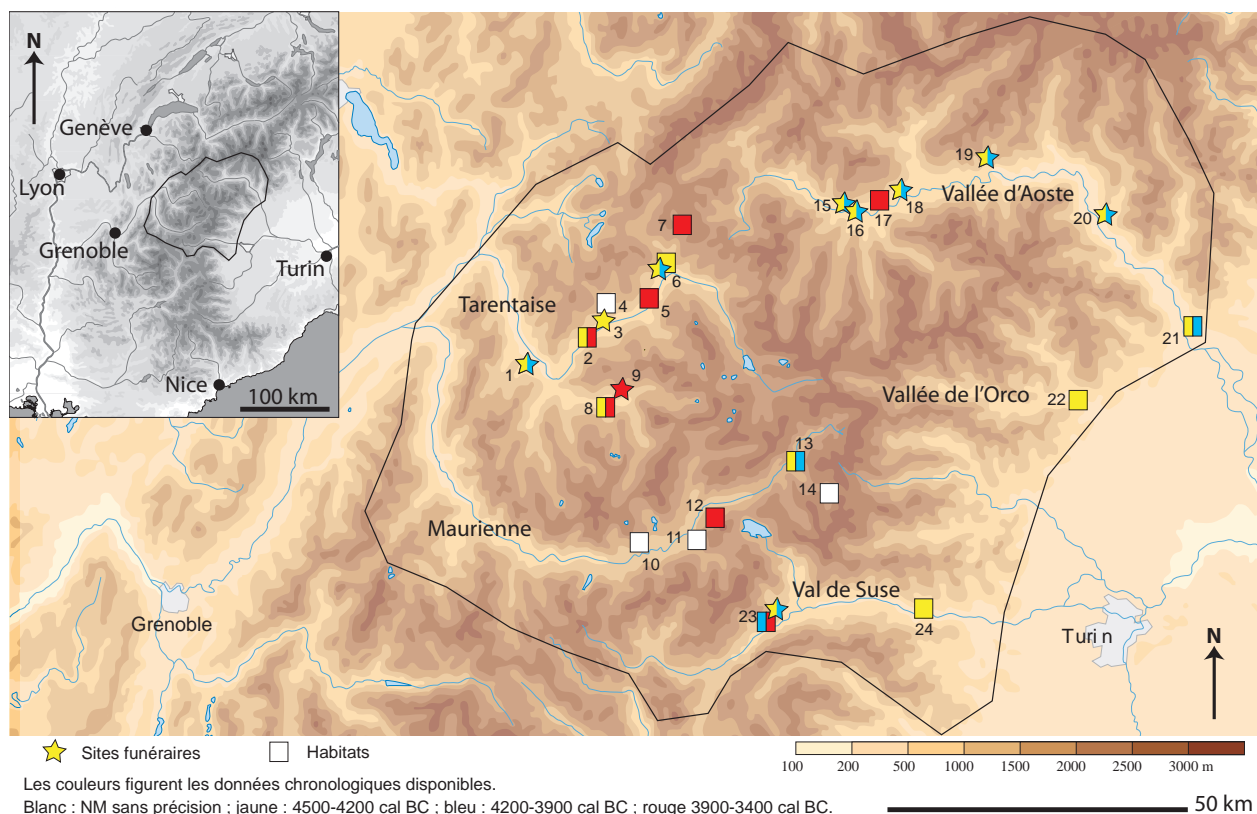 N
Genève
Lyon
Grenoble
Turin
Nice
100 km
19
Vallée d'Aoste
15
18
17
16
20
7
6
Tarentaise
4
5
3
2
21
1
9
8
Vallée de l'Orco
22
13
14
12
11
Maurienne
10
Val de Suse
23
24
Grenoble
Turin
N
Sites funéraires
Habitats
100 200 500 1000 1500 2000 2500 3000 m
Les couleurs figurent les données chronologiques disponibles.
Blanc : NM sans précision ; jaune : 4500-4200 cal BC ; bleu : 4200-3900 cal BC ; rouge 3900-3400 cal BC.
50 km